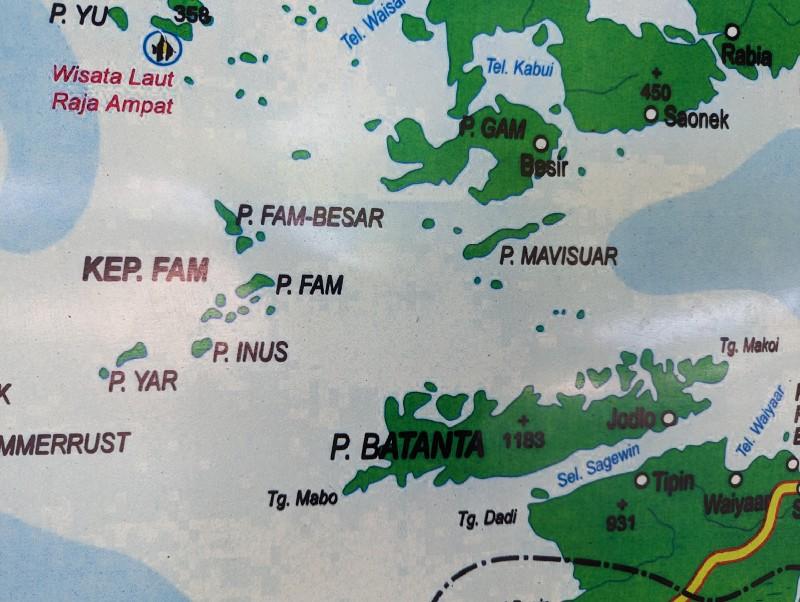 P. YU
358
Tel. Waisai
Wisata Laut
Raja Ampat
Tel. Kabui
Rabia
450
Saonek
P. GAM
Besir
P. FAM-BESAR
P. MAVISUAR
KEP. FAM
P. FAM
P. INUS
P. YAR
Tg. Makoi
Jodlo
1183
P. BATANTA
MMERRUST
Tel. Waiyaar
Sel. Sagewin
Tg. Mabo
Tipin
Waiyaar
Tg. Dadi
931